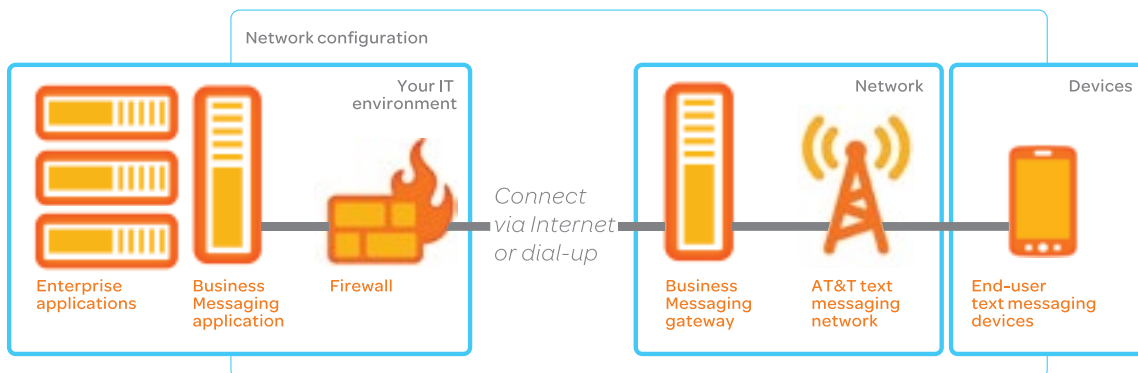 Network configuration
Your IT
environment
Enterprise
applications
Business
Messaging
application
Firewall
Connect
via Internet
or dial-up
Network
Business
Messaging
gateway
AT&T text
messaging
network
Devices
End-user
text messaging
devices